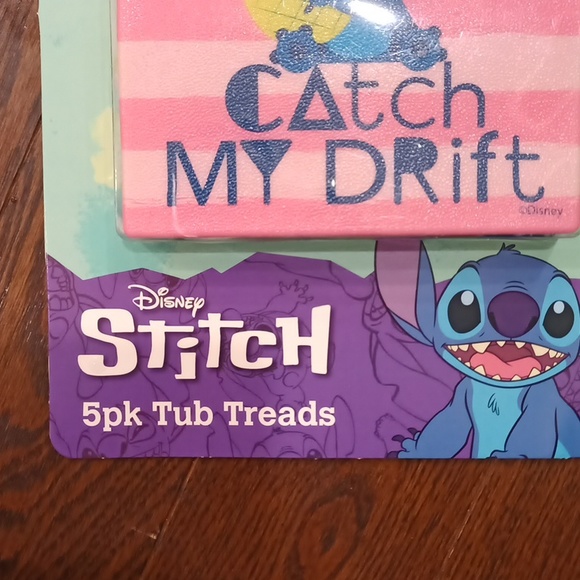 CAtch
MY DRift
©Disney
Disney
Stitch
5pk Tub Treads